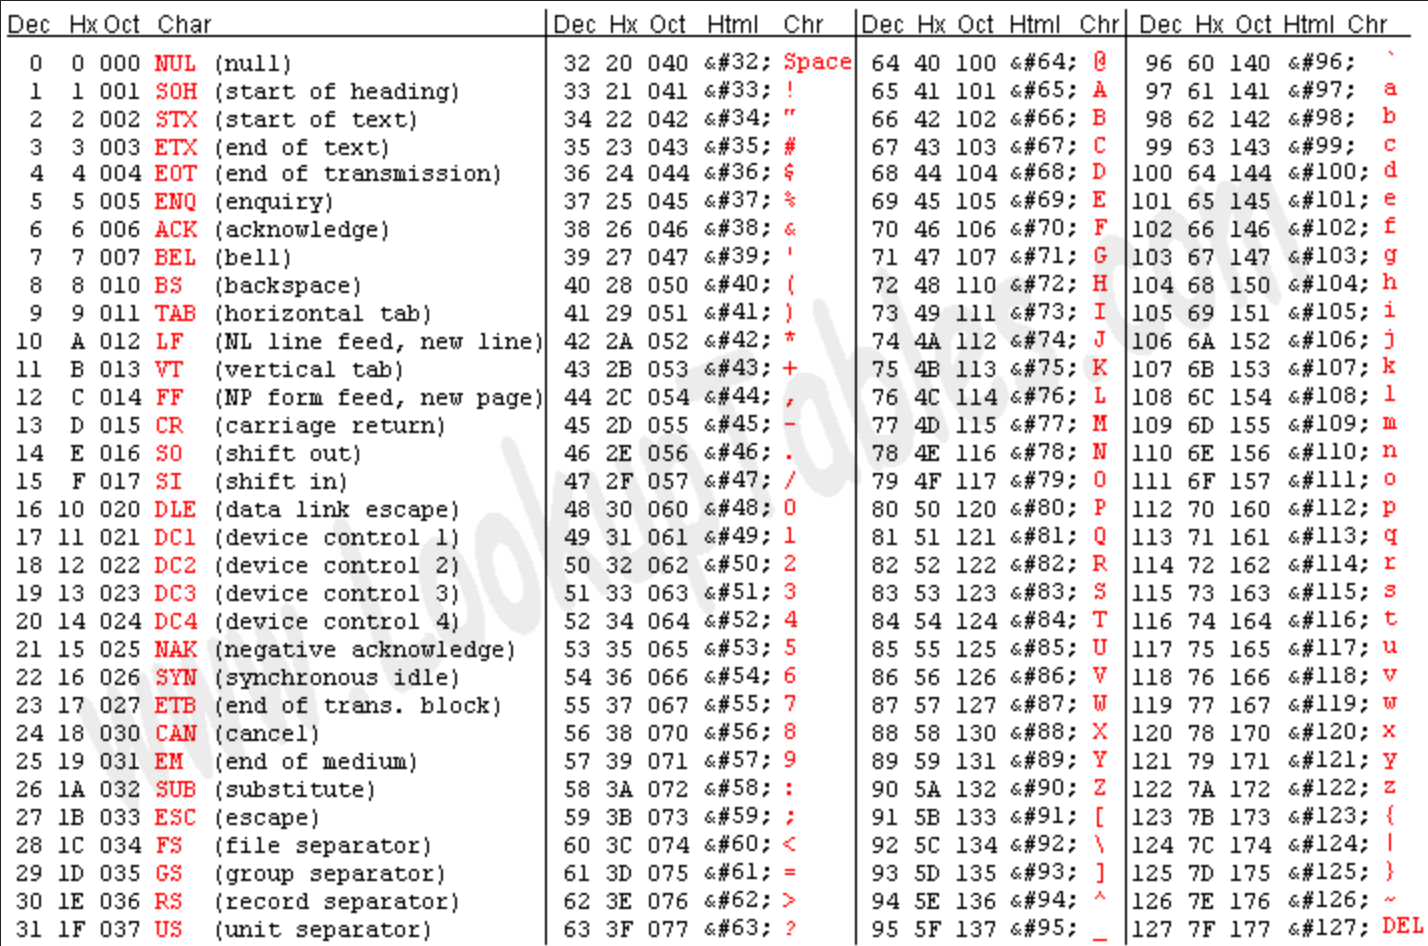 Dec Hx Oct Char Dec Hx Oct Html Chr Dec Hx Oct Html Chr Dec Hx Oct Html Chr
0 0 000 NUL (null) 32 20 040 &#32; Space 64 40 100 &#64; @ 96 60 140 &#96; `
1 1 001 SOH (start of heading) 33 21 041 &#33; ! 65 41 101 &#65; A 97 61 141 &#97; a
2 2 002 STX (start of text) 34 22 042 &#34; " 66 42 102 &#66; B 98 62 142 &#98; b
3 3 003 ETX (end of text) 35 23 043 &#35; # 67 43 103 &#67; C 99 63 143 &#99; c
4 4 004 EOT (end of transmission) 36 24 044 &#36; $ 68 44 104 &#68; D 100 64 144 &#100; d
5 5 005 ENQ (enquiry) 37 25 045 &#37; % 69 45 105 &#69; E 101 65 145 &#101; e
6 6 006 ACK (acknowledge) 38 26 046 &#38; & 70 46 106 &#70; F 102 66 146 &#102; f
7 7 007 BEL (bell) 39 27 047 &#39; ' 71 47 107 &#71; G 103 67 147 &#103; g
8 8 010 BS (backspace) 40 28 050 &#40; ( 72 48 110 &#72; H 104 68 150 &#104; h
9 9 011 TAB (horizontal tab) 41 29 051 &#41; ) 73 49 111 &#73; I 105 69 151 &#105; i
10 A 012 LF (NL line feed, new line) 42 2A 052 &#42; * 74 4A 112 &#74; J 106 6A 152 &#106; j
11 B 013 VT (vertical tab) 43 2B 053 &#43; + 75 4B 113 &#75; K 107 6B 153 &#107; k
12 C 014 FF (NP form feed, new page) 44 2C 054 &#44; , 76 4C 114 &#76; L 108 6C 154 &#108; l
13 D 015 CR (carriage return) 45 2D 055 &#45; - 77 4D 115 &#77; M 109 6D 155 &#109; m
14 E 016 SO (shift out) 46 2E 056 &#46; . 78 4E 116 &#78; N 110 6E 156 &#110; n
15 F 017 SI (shift in) 47 2F 057 &#47; / 79 4F 117 &#79; O 111 6F 157 &#111; o
16 10 020 DLE (data link escape) 48 30 060 &#48; 0 80 50 120 &#80; P 112 70 160 &#112; p
17 11 021 DC1 (device control 1) 49 31 061 &#49; 1 81 51 121 &#81; Q 113 71 161 &#113; q
18 12 022 DC2 (device control 2) 50 32 062 &#50; 2 82 52 122 &#82; R 114 72 162 &#114; r
19 13 023 DC3 (device control 3) 51 33 063 &#51; 3 83 53 123 &#83; S 115 73 163 &#115; s
20 14 024 DC4 (device control 4) 52 34 064 &#52; 4 84 54 124 &#84; T 116 74 164 &#116; t
21 15 025 NAK (negative acknowledge) 53 35 065 &#53; 5 85 55 125 &#85; U 117 75 165 &#117; u
22 16 026 SYN (synchronous idle) 54 36 066 &#54; 6 86 56 126 &#86; V 118 76 166 &#118; v
23 17 027 ETB (end of trans. block) 55 37 067 &#55; 7 87 57 127 &#87; W 119 77 167 &#119; w
24 18 030 CAN (cancel) 56 38 070 &#56; 8 88 58 130 &#88; X 120 78 170 &#120; x
25 19 031 EM (end of medium) 57 39 071 &#57; 9 89 59 131 &#89; Y 121 79 171 &#121; y
26 1A 032 SUB (substitute) 58 3A 072 &#58; : 90 5A 132 &#90; Z 122 7A 172 &#122; z
27 1B 033 ESC (escape) 59 3B 073 &#59; ; 91 5B 133 &#91; [ 123 7B 173 &#123; {
28 1C 034 FS (file separator) 60 3C 074 &#60; < 92 5C 134 &#92; \ 124 7C 174 &#124; |
29 1D 035 GS (group separator) 61 3D 075 &#61; = 93 5D 135 &#93; ] 125 7D 175 &#125; }
30 1E 036 RS (record separator) 62 3E 076 &#62; > 94 5E 136 &#94; ^ 126 7E 176 &#126; ~
31 1F 037 US (unit separator) 63 3F 077 &#63; ? 95 5F 137 &#95; _ 127 7F 177 &#127; DEL
www.LookupTables.com